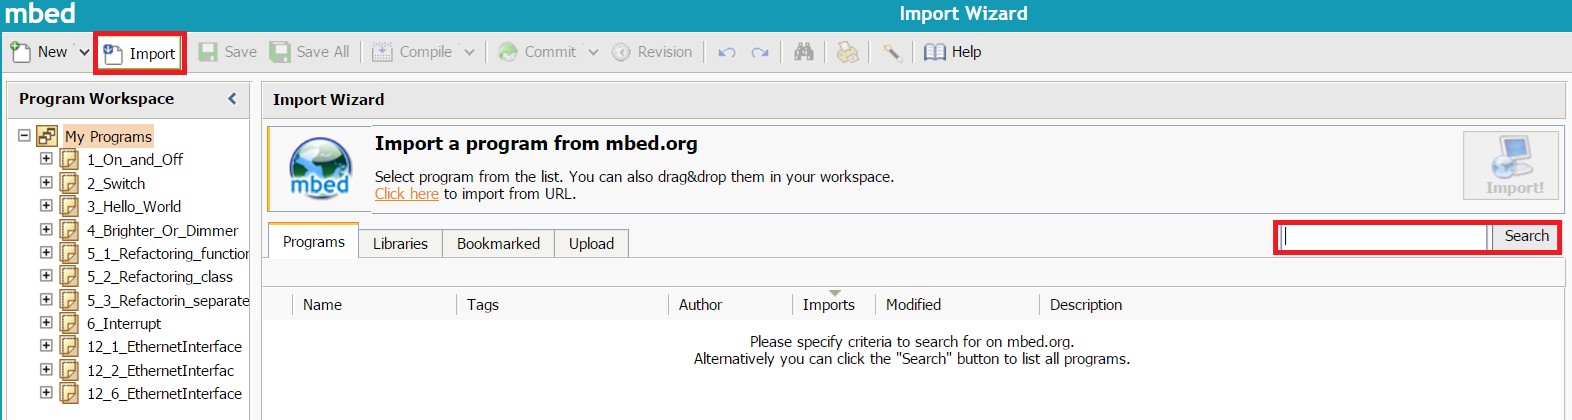 mbed
Import Wizard
New Import Save Save All Compile Commit Revision Help
Program Workspace
My Programs
1_On_and_Off
2_Switch
3_Hello_World
4_Brighter_Or_Dimmer
5_1_Refactoring_function
5_2_Refactoring_class
5_3_Refactorin_separate
6_Interrupt
12_1_EthernetInterface
12_2_EthernetInterfac
12_6_EthernetInterface
Import Wizard
mbed
Import a program from mbed.org
Select program from the list. You can also drag&drop them in your workspace.
Click here to import from URL.
Import!
Programs Libraries Bookmarked Upload
Search
Name Tags Author Imports Modified Description
Please specify criteria to search for on mbed.org.
Alternatively you can click the "Search" button to list all programs.